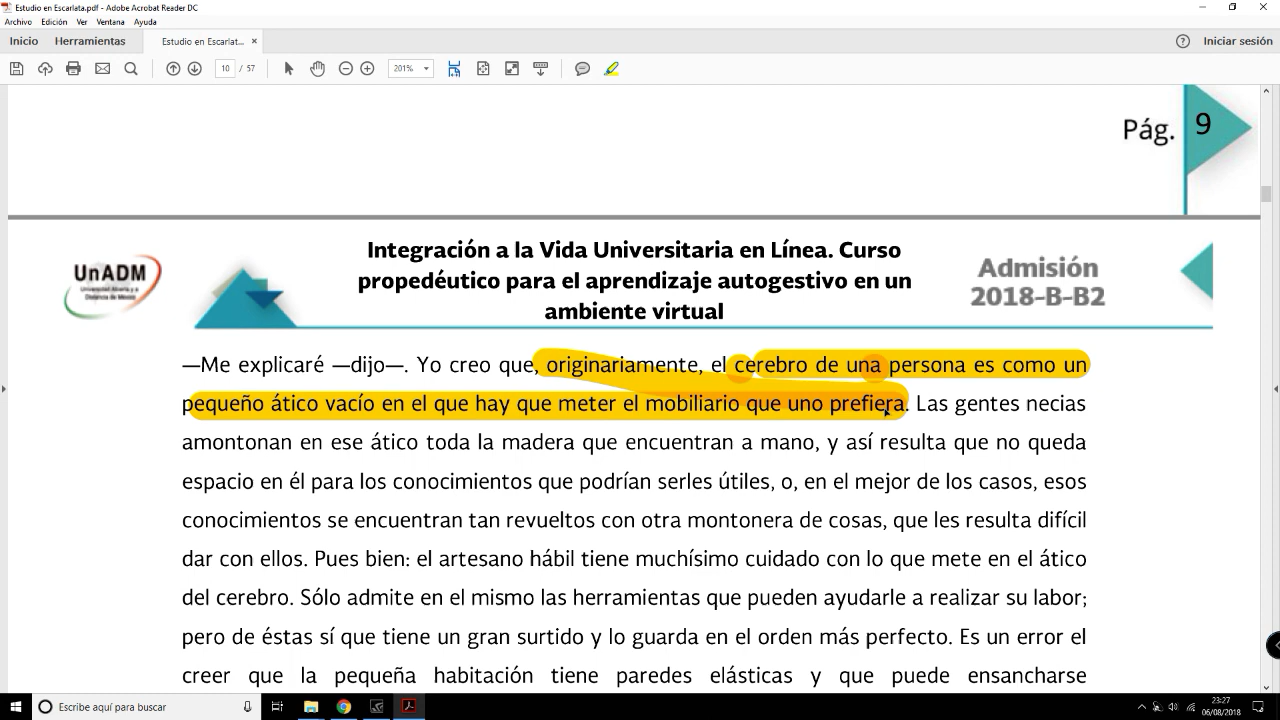 Estudio en Escarlata.pdf - Adobe Acrobat Reader DC
Archivo Edición Ver Ventana Ayuda
Inicio Herramientas Estudio en Escarlat... × ? Iniciar sesión
10 / 57 201%
Pág. 9
UnADM
Universidad Abierta y a
Distancia de México
Integración a la Vida Universitaria en Línea. Curso
propedéutico para el aprendizaje autogestivo en un
ambiente virtual
Admisión
2018-B-B2
—Me explicaré —dijo—. Yo creo que, originariamente, el cerebro de una persona es como un
pequeño ático vacío en el que hay que meter el mobiliario que uno prefiera. Las gentes necias
amontonan en ese ático toda la madera que encuentran a mano, y así resulta que no queda
espacio en él para los conocimientos que podrían serles útiles, o, en el mejor de los casos, esos
conocimientos se encuentran tan revueltos con otra montonera de cosas, que les resulta difícil
dar con ellos. Pues bien: el artesano hábil tiene muchísimo cuidado con lo que mete en el ático
del cerebro. Sólo admite en el mismo las herramientas que pueden ayudarle a realizar su labor;
pero de éstas sí que tiene un gran surtido y lo guarda en el orden más perfecto. Es un error el
creer que la pequeña habitación tiene paredes elásticas y que puede ensancharse
Escribe aquí para buscar
23:27
06/08/2018